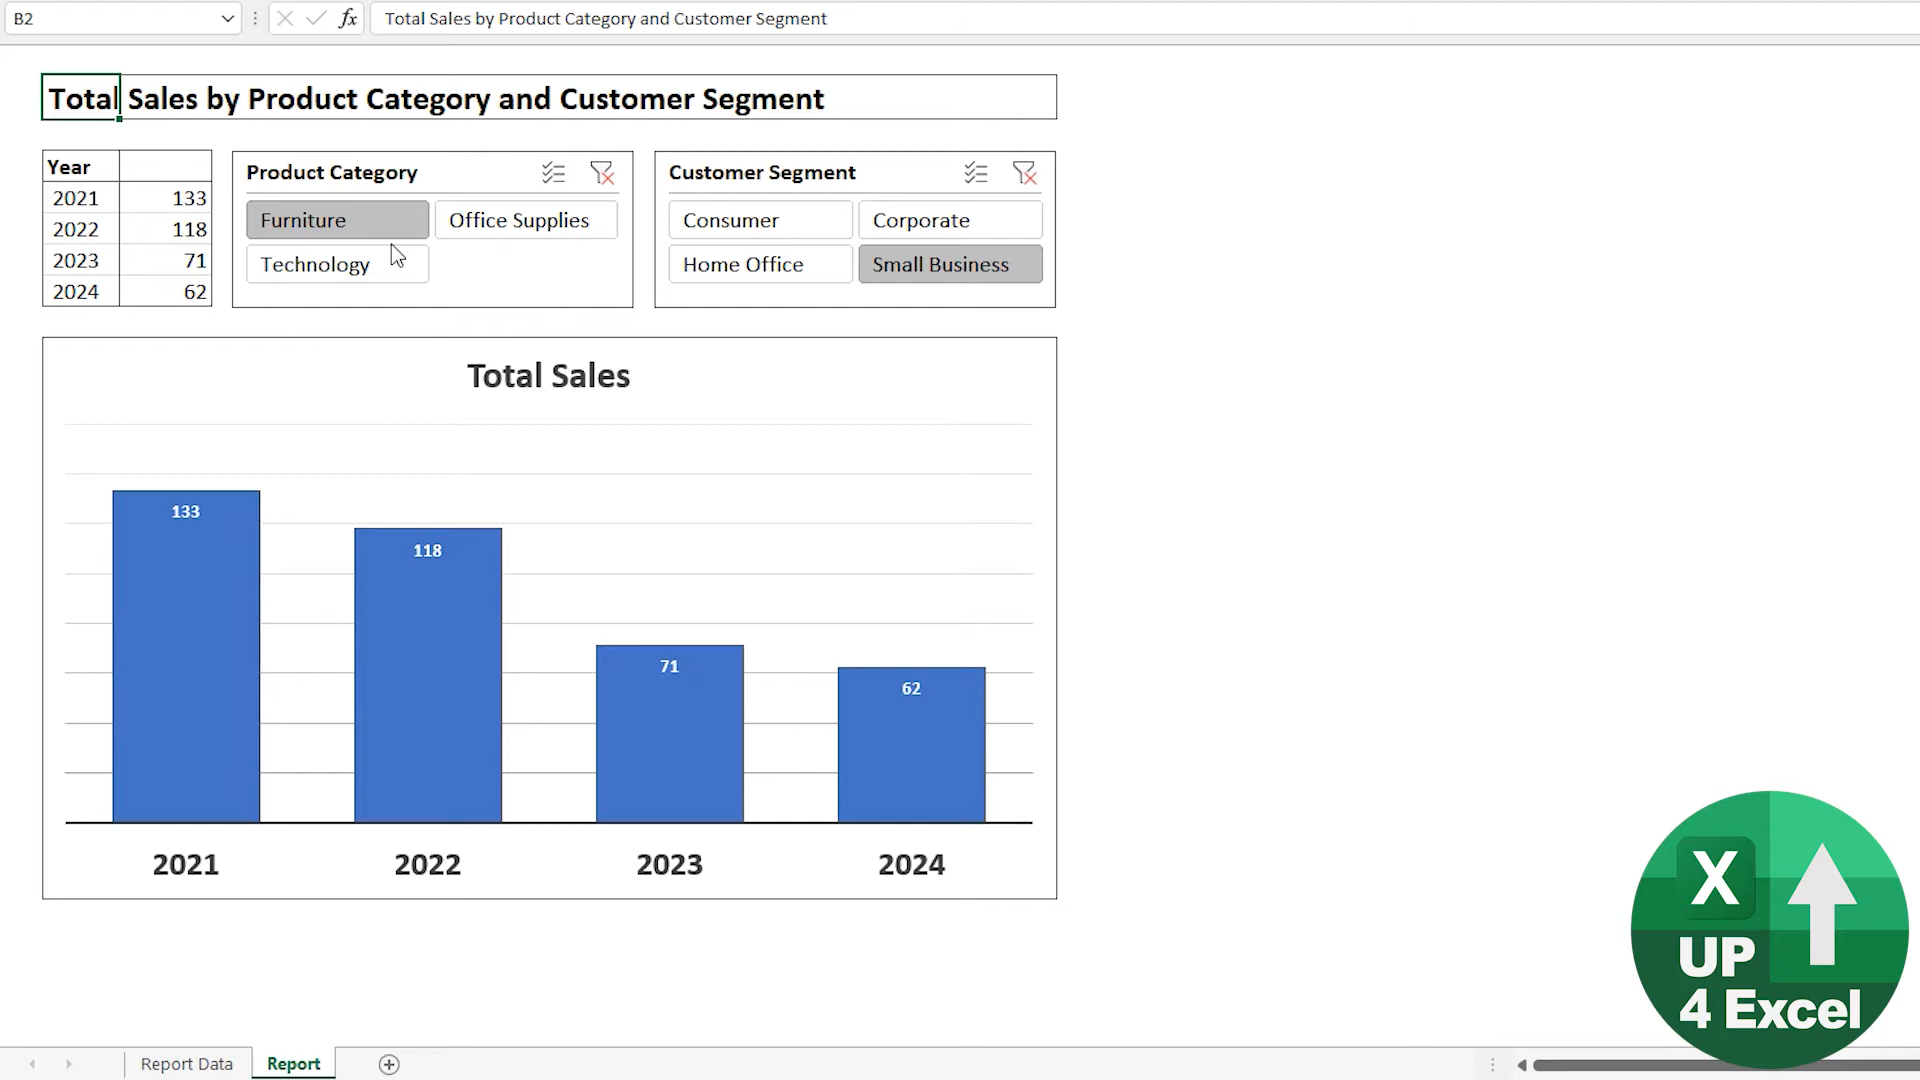 B2
fx
Total Sales by Product Category and Customer Segment
Total Sales by Product Category and Customer Segment
Year
2021 133
2022 118
2023 71
2024 62
Product Category
Furniture Office Supplies
Technology
Customer Segment
Consumer Corporate
Home Office Small Business
Total Sales
133
118
71
62
2021 2022 2023 2024
X
UP
4 Excel
Report Data Report